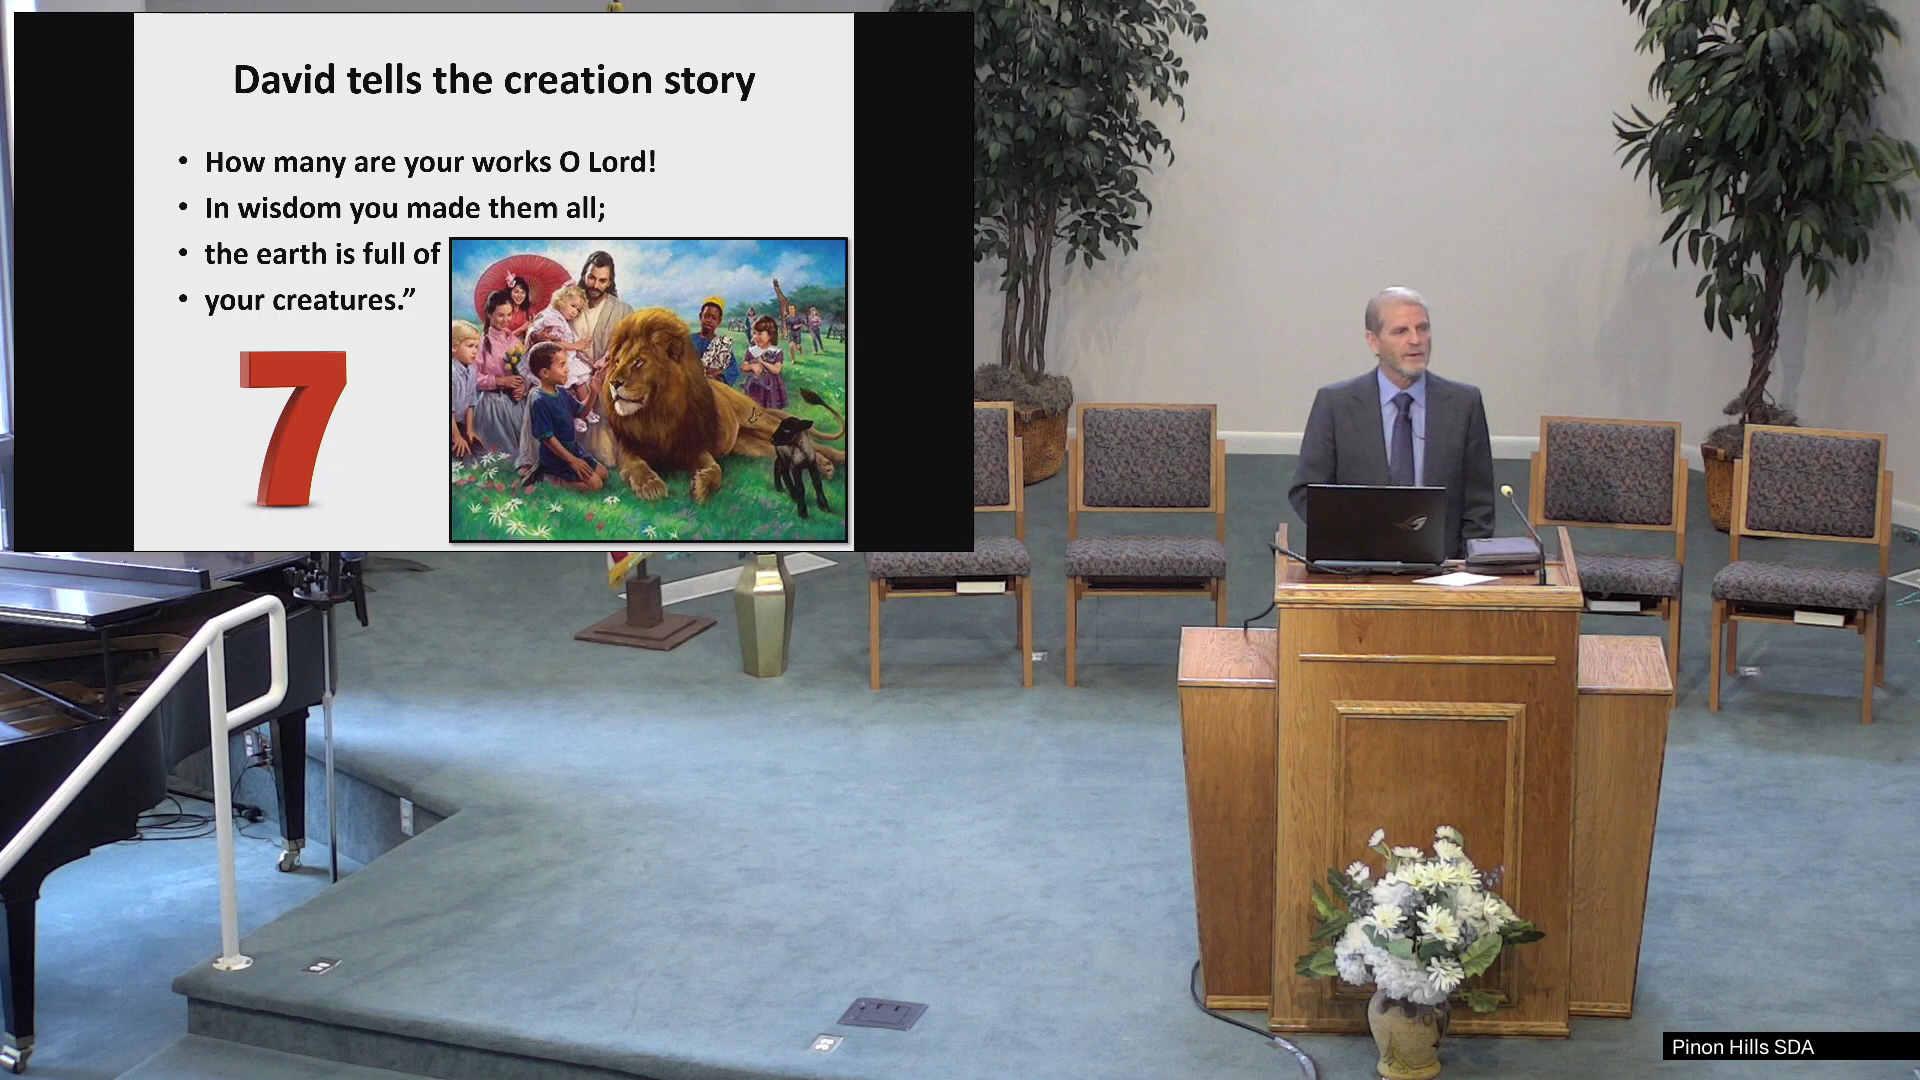 David tells the creation story
• How many are your works O Lord!
• In wisdom you made them all;
• the earth is full of
• your creatures.”
7
Pinon Hills SDA